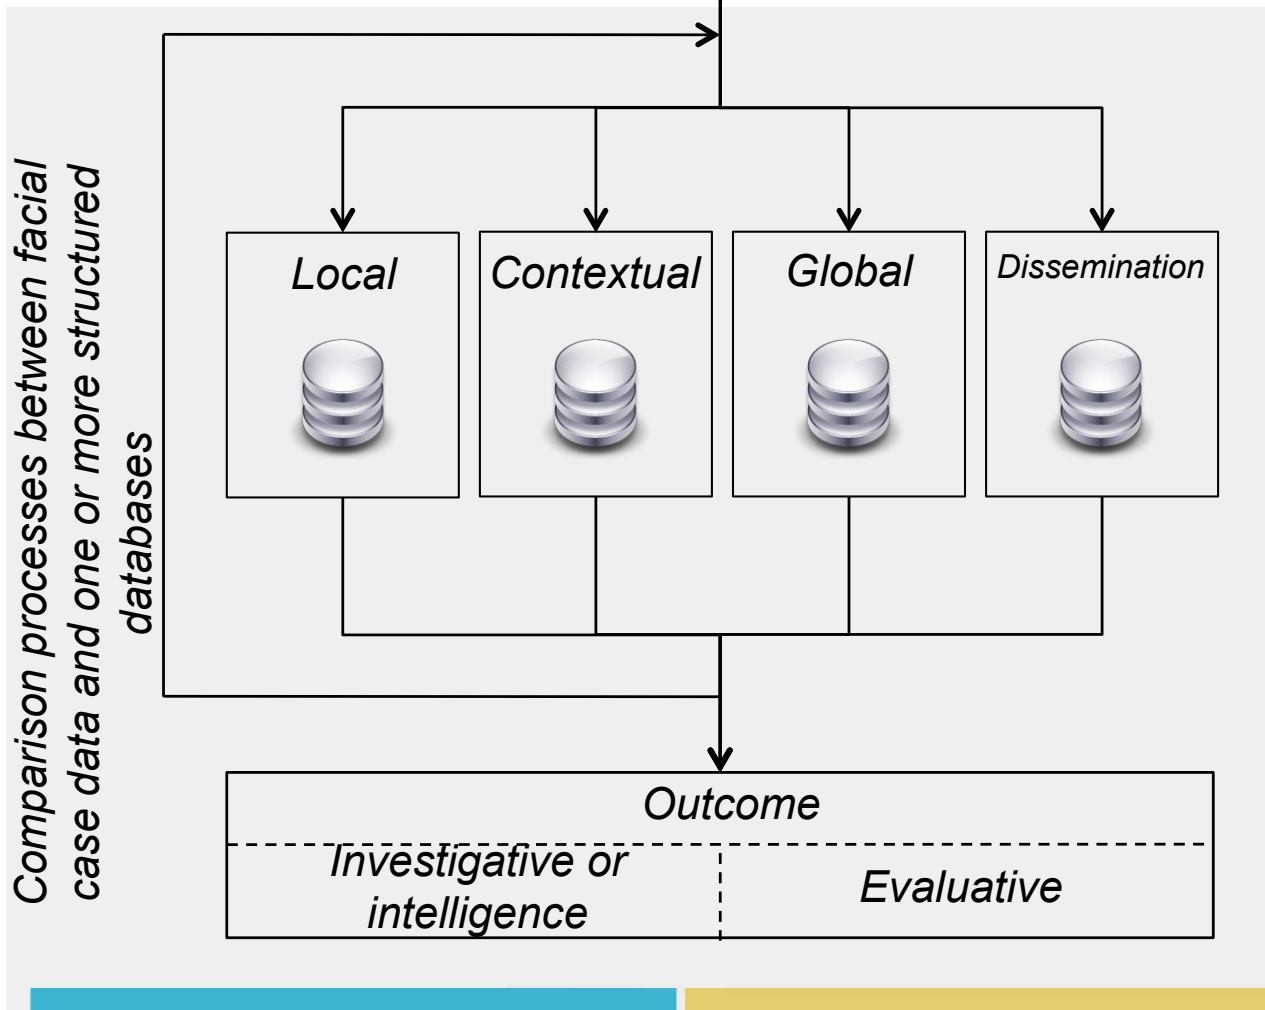 Comparison processes between facial
case data and one or more structured
databases
Local
Contextual
Global
Dissemination
Outcome
Investigative or
intelligence
Evaluative